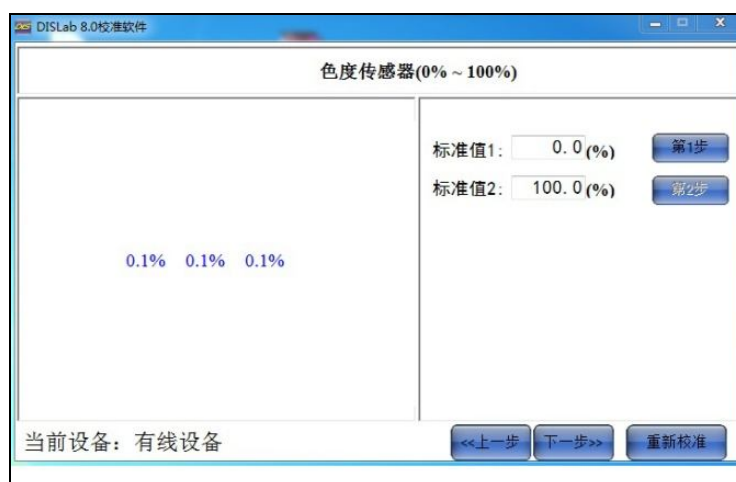 DISLab 8.0校准软件
色度传感器(0% ~ 100%)
标准值1: 0.0 (%) 第1步
标准值2: 100.0 (%) 第2步
0.1% 0.1% 0.1%
当前设备：有线设备 <<上一步 下一步>> 重新校准